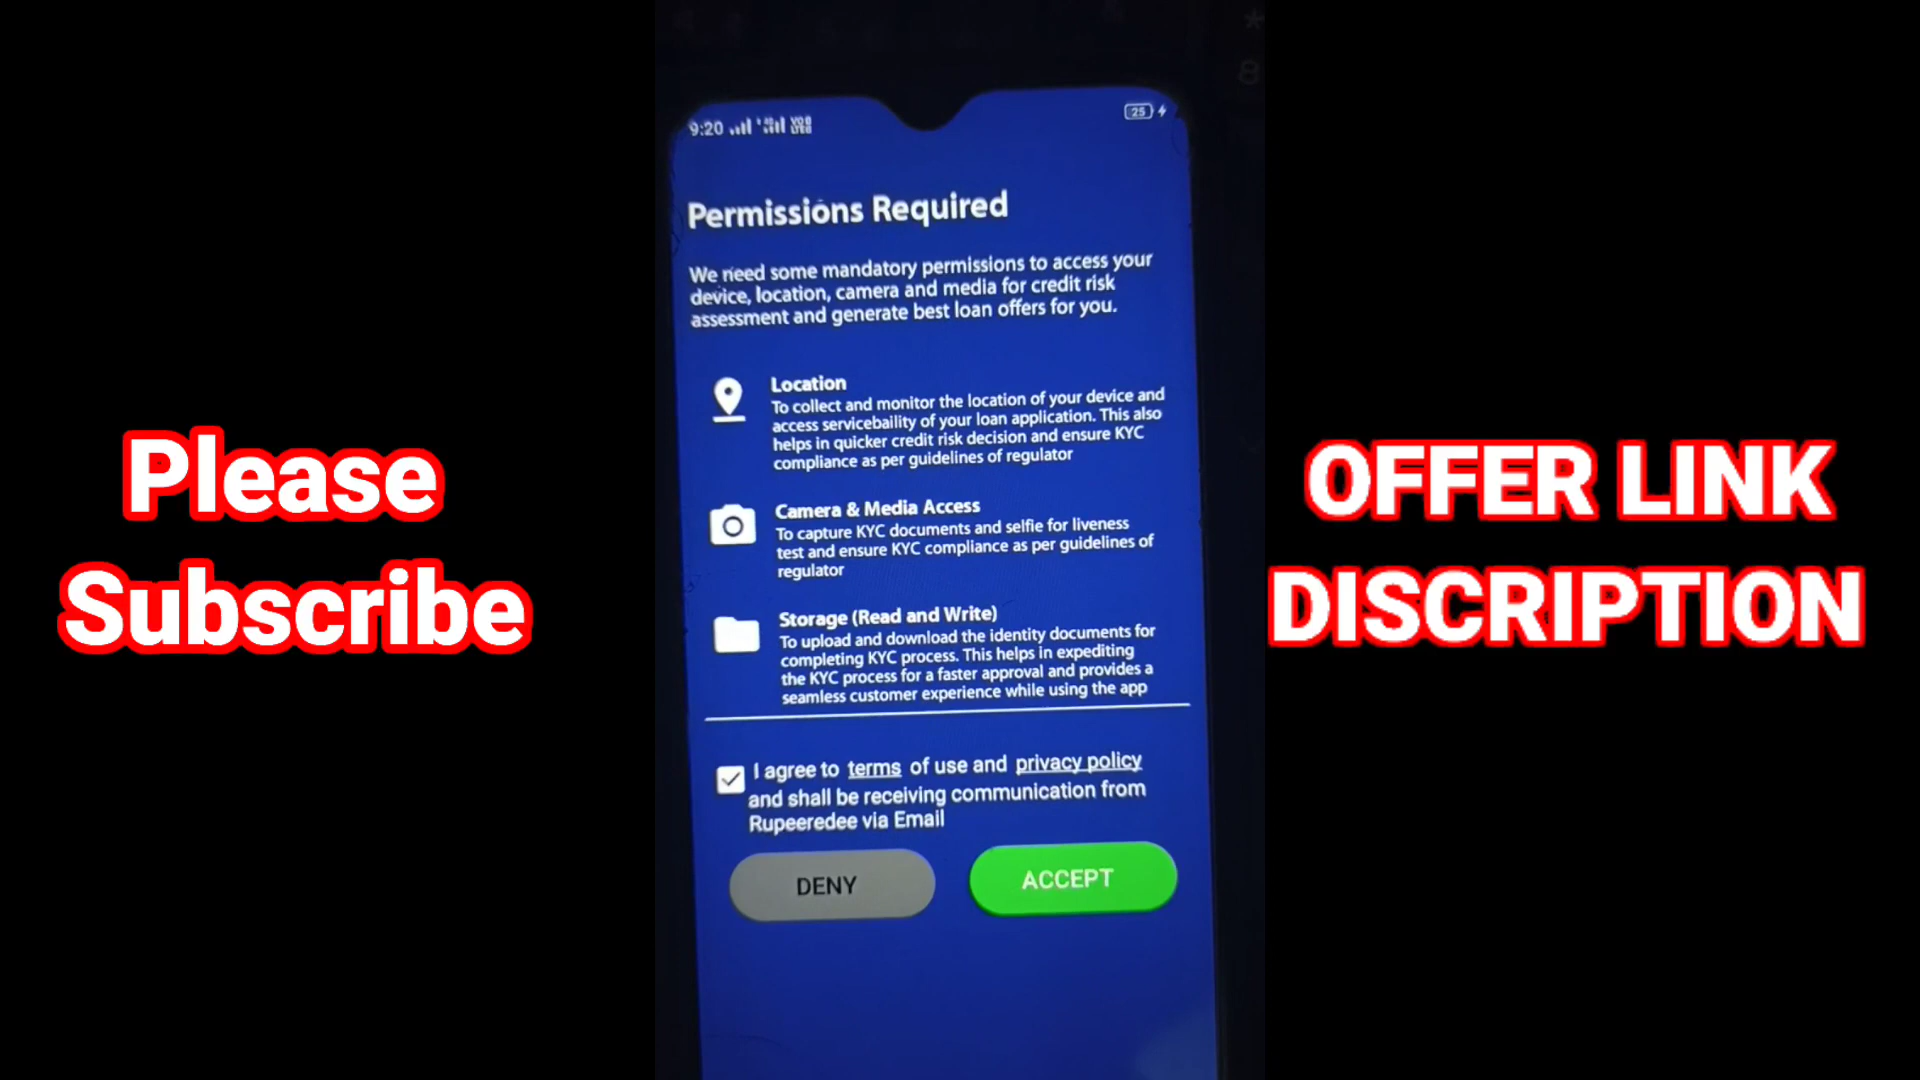 9:20
25
Permissions Required
We need some mandatory permissions to access your
device, location, camera and media for credit risk
assessment and generate best loan offers for you.
Location
To collect and monitor the location of your device and
access servicebaility of your loan application. This also
helps in quicker credit risk decision and ensure KYC
compliance as per guidelines of regulator
Camera & Media Access
To capture KYC documents and selfie for liveness
test and ensure KYC compliance as per guidelines of
regulator
Storage (Read and Write)
To upload and download the identity documents for
completing KYC process. This helps in expediting
the KYC process for a faster approval and provides a
seamless customer experience while using the app
I agree to terms of use and privacy policy
and shall be receiving communication from
Rupeeredee via Email
DENY
ACCEPT
Please
Subscribe
OFFER LINK
DISCRIPTION